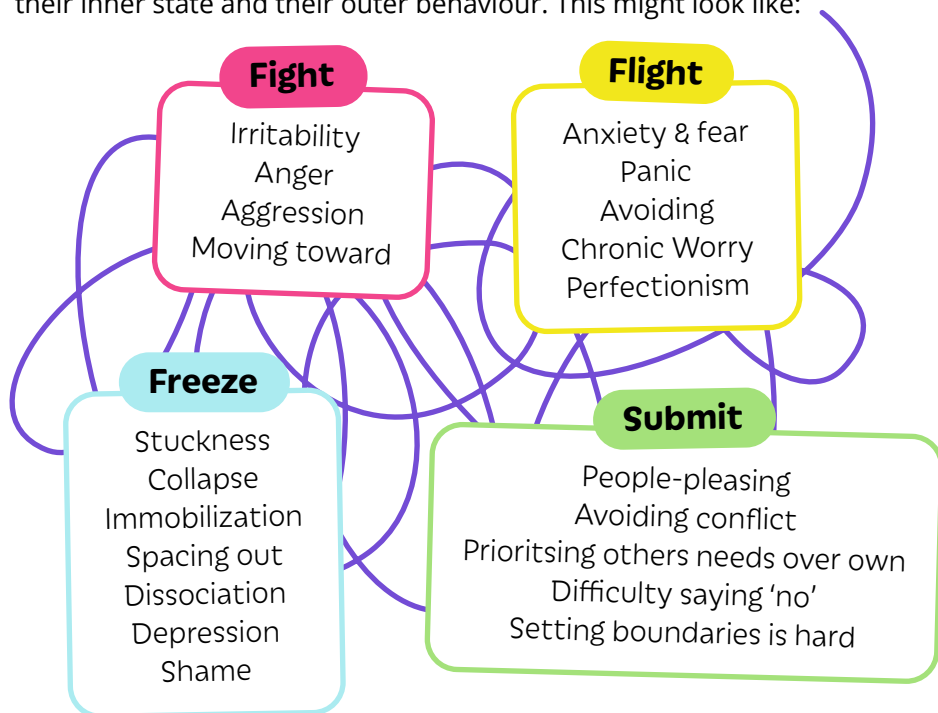 their inner state and their outer behaviour. This might look like:
Fight
Irritability
Anger
Aggression
Moving toward
Flight
Anxiety & fear
Panic
Avoiding
Chronic Worry
Perfectionism
Freeze
Stuckness
Collapse
Immobilization
Spacing out
Dissociation
Depression
Shame
Submit
People-pleasing
Avoiding conflict
Prioritsing others needs over own
Difficulty saying ‘no’
Setting boundaries is hard